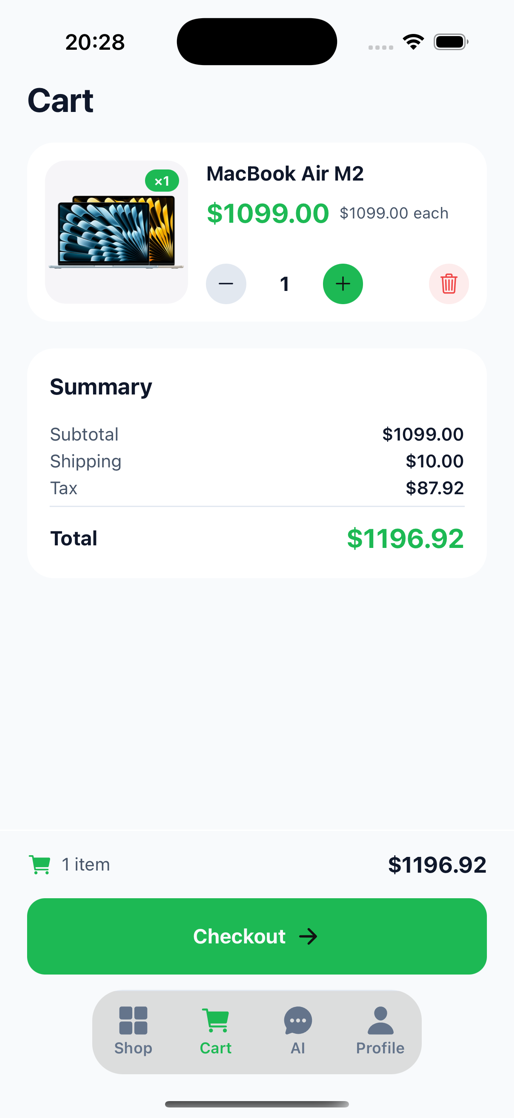 20:28
Cart
×1
MacBook Air M2
$1099.00 $1099.00 each
1
Summary
Subtotal $1099.00
Shipping $10.00
Tax $87.92
Total $1196.92
1 item $1196.92
Checkout →
Shop Cart AI Profile